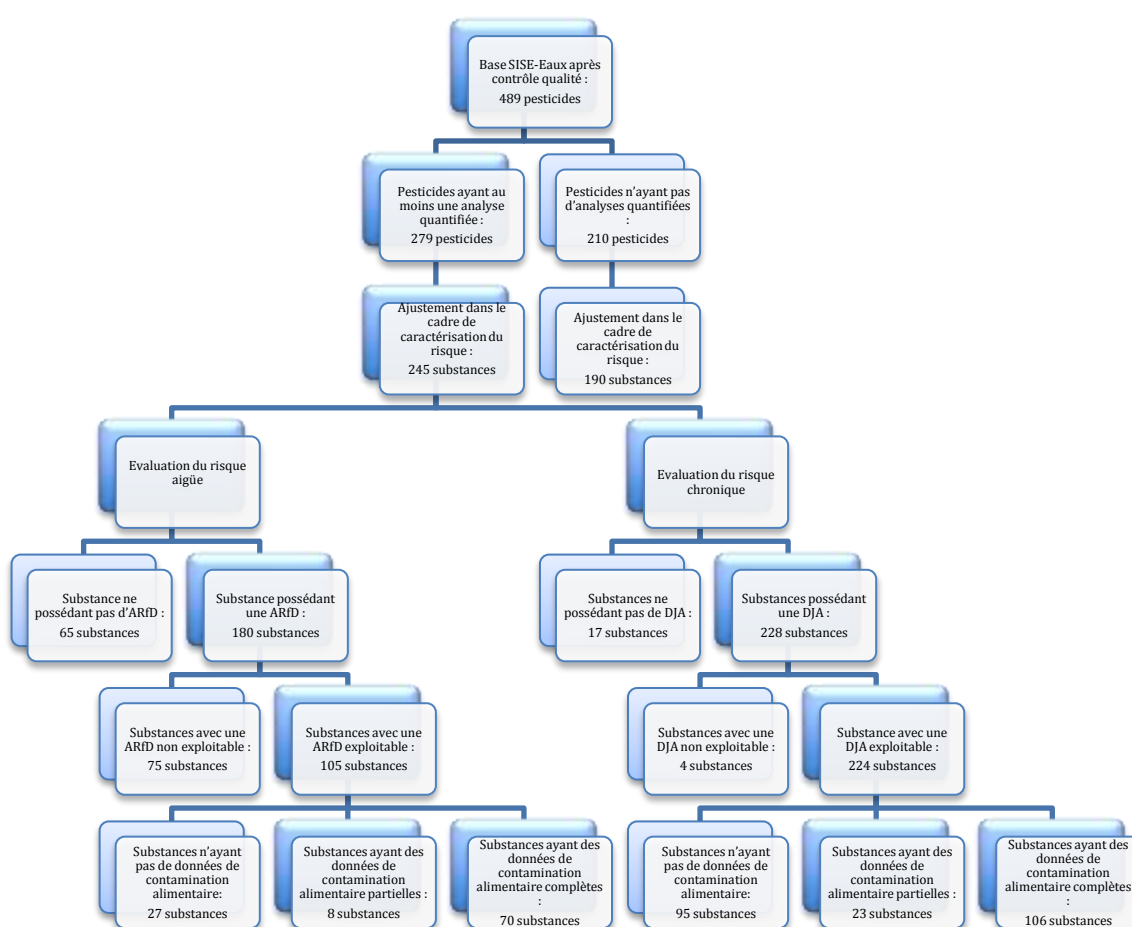 Base SISE-Eaux après
contrôle qualité :
489 pesticides
Pesticides ayant au
moins une analyse
quantifiée :
279 pesticides
Pesticides n'ayant pas
d'analyses quantifiées
:
210 pesticides
Ajustement dans le
cadre de
caractérisation du
risque :
245 substances
Ajustement dans le
cadre de
caractérisation du
risque :
190 substances
Evaluation du risque
aigüe
Evaluation du risque
chronique
Substance ne
possédant pas d'ARfD :
65 substances
Substance possédant
une ARfD :
180 substances
Substances ne
possédant pas de DJA :
17 substances
Substances possédant
une DJA :
228 substances
Substances avec une
ARfD non exploitable :
75 substances
Substances avec une
ARfD exploitable :
105 substances
Substances avec une
DJA non exploitable :
4 substances
Substance avec une
DJA exploitable :
224 substances
Substances n'ayant
pas de données de
contamination
alimentaire:
27 substances
Substances ayant des
données de
contamination
alimentaire partielles :
8 substances
Substances ayant des
données de
contamination
alimentaire complètes
:
70 substances
Substances n'ayant
pas de données de
contamination
alimentaire:
95 substances
Substances ayant des
données de
contamination
alimentaire partielles :
23 substances
Substances ayant des
données de
contamination
alimentaire complètes
:
106 substances